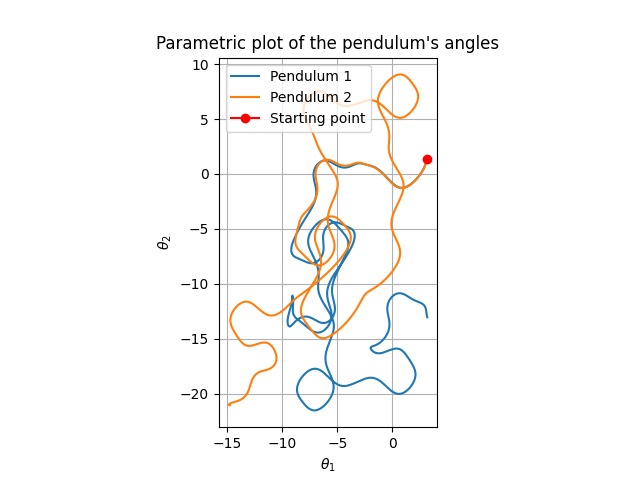 Parametric plot of the pendulum's angles
Pendulum 1
Pendulum 2
Starting point
10
5
0
−5
−10
−15
−20
θ2
−15
−10
−5
0
θ1